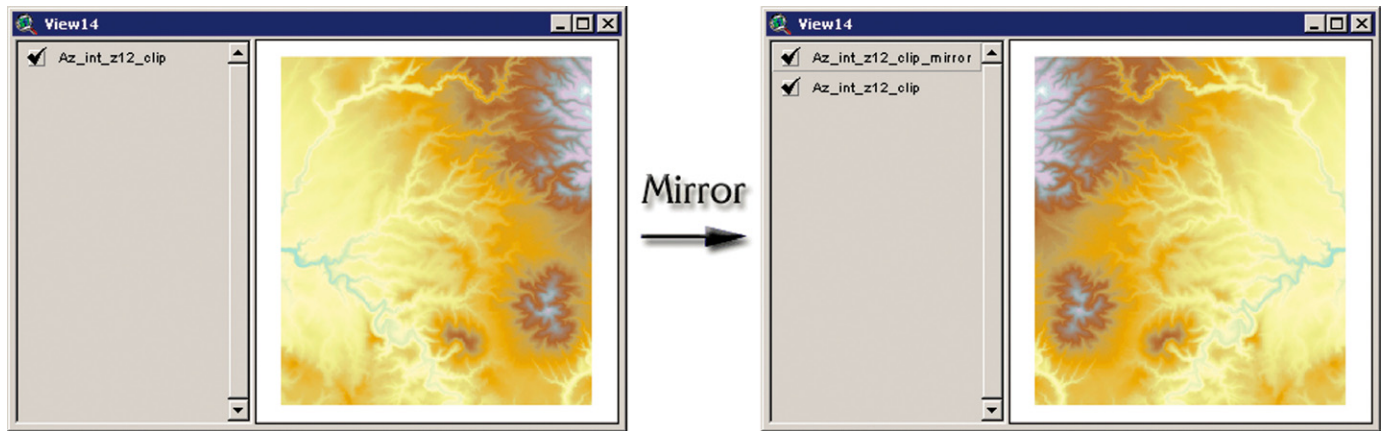 View14
Az_int_z12_clip
Mirror
View14
Az_int_z12_clip_mirror
Az_int_z12_clip